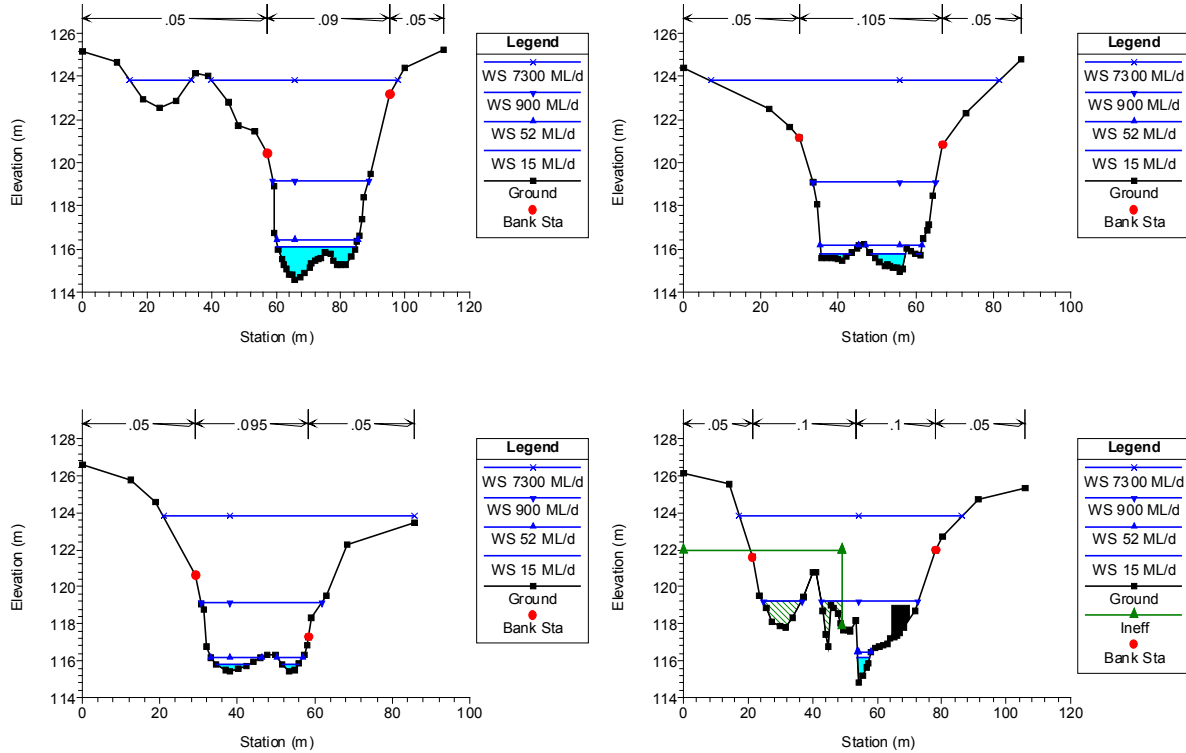 .05 .09 .05
126
124
122
120
118
116
114
0 20 40 60 80 100 120
Station (m)
Elevation (m)
Legend
WS 7300 ML/d
WS 900 ML/d
WS 52 ML/d
WS 15 ML/d
Ground
Bank Sta
.05 .105 .05
126
124
122
120
118
116
114
0 20 40 60 80 100
Station (m)
Elevation (m)
Legend
WS 7300 ML/d
WS 900 ML/d
WS 52 ML/d
WS 15 ML/d
Ground
Bank Sta
.05 .095 .05
128
126
124
122
120
118
116
114
0 20 40 60 80 100
Station (m)
Elevation (m)
Legend
WS 7300 ML/d
WS 900 ML/d
WS 52 ML/d
WS 15 ML/d
Ground
Bank Sta
.05 .1 .1 .05
128
126
124
122
120
118
116
114
0 20 40 60 80 100 120
Station (m)
Elevation (m)
Legend
WS 7300 ML/d
WS 900 ML/d
WS 52 ML/d
WS 15 ML/d
Ground
Ineff
Bank Sta